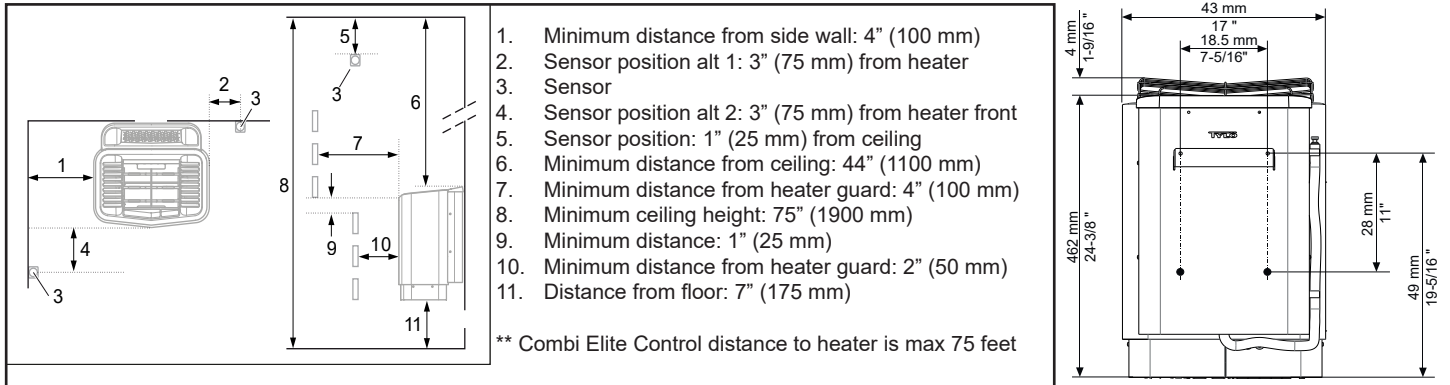 1. Minimum distance from side wall: 4” (100 mm)
2. Sensor position alt 1: 3” (75 mm) from heater
3. Sensor
4. Sensor position alt 2: 3” (75 mm) from heater front
5. Sensor position: 1” (25 mm) from ceiling
6. Minimum distance from ceiling: 44” (1100 mm)
7. Minimum distance from heater guard: 4” (100 mm)
8. Minimum ceiling height: 75” (1900 mm)
9. Minimum distance: 1” (25 mm)
10. Minimum distance from heater guard: 2” (50 mm)
11. Distance from floor: 7” (175 mm)
** Combi Elite Control distance to heater is max 75 feet
1
2
3
4
3
5
3
6
7
8
9
10
11
43 mm
17 "
18.5 mm
7-5/16"
4 mm
1-9/16 "
TYLÖ
462 mm
24-3/8 "
28 mm
11"
49 mm
19-5/16 "